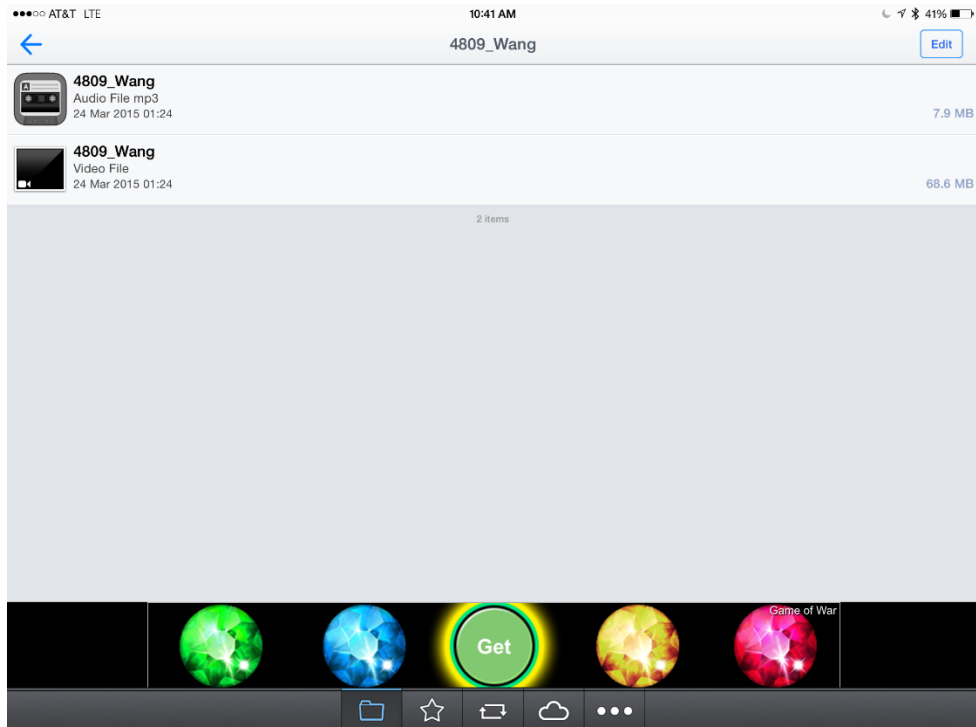 AT&T LTE
10:41 AM
41%
4809_Wang
Edit
A
4809_Wang
Audio File mp3
24 Mar 2015 01:24
7.9 MB
4809_Wang
Video File
24 Mar 2015 01:24
68.6 MB
2 items
Game of War
Get